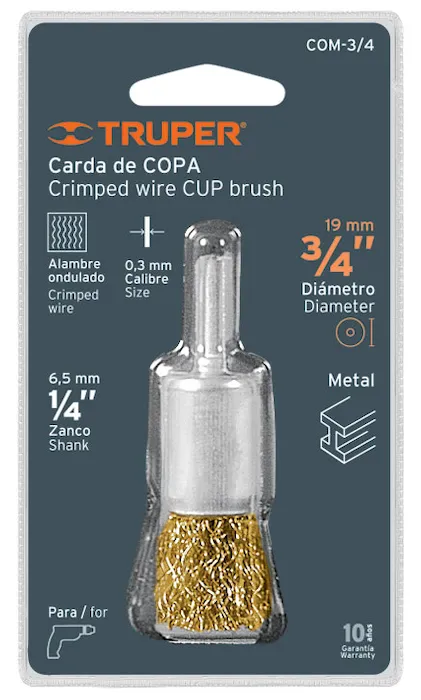 COM-3/4
TRUPER®
Carda de COPA
Crimped wire CUP brush
Alambre
ondulado
Crimped
wire
0,3 mm
Calibre
Size
19 mm
3/4"
Diámetro
Diameter
6,5 mm
1/4"
Zanco
Shank
Metal
Para / for
10 años
Garantía
Warranty